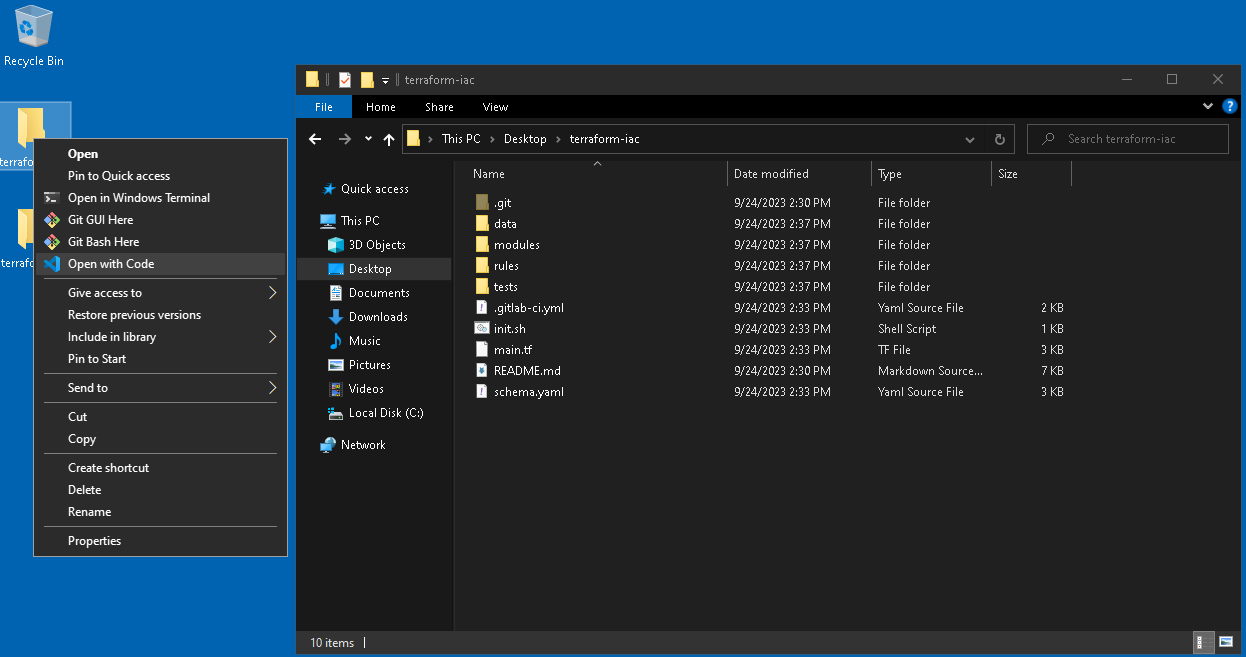 Recycle Bin
terrafo
terrafo
Open
Pin to Quick access
Open in Windows Terminal
Git GUI Here
Git Bash Here
Open with Code
Give access to
Restore previous versions
Include in library
Pin to Start
Send to
Cut
Copy
Create shortcut
Delete
Rename
Properties
terraform-iac
File Home Share View
This PC Desktop terraform-iac
Search terraform-iac
Quick access
This PC
3D Objects
Desktop
Documents
Downloads
Music
Pictures
Videos
Local Disk (C:)
Network
Name Date modified Type Size
.git 9/24/2023 2:30 PM File folder
data 9/24/2023 2:37 PM File folder
modules 9/24/2023 2:37 PM File folder
rules 9/24/2023 2:37 PM File folder
tests 9/24/2023 2:37 PM File folder
.gitlab-ci.yml 9/24/2023 2:33 PM Yaml Source File 2 KB
init.sh 9/24/2023 2:33 PM Shell Script 1 KB
main.tf 9/24/2023 2:33 PM TF File 3 KB
README.md 9/24/2023 2:30 PM Markdown Source... 7 KB
schema.yaml 9/24/2023 2:33 PM Yaml Source File 3 KB
10 items